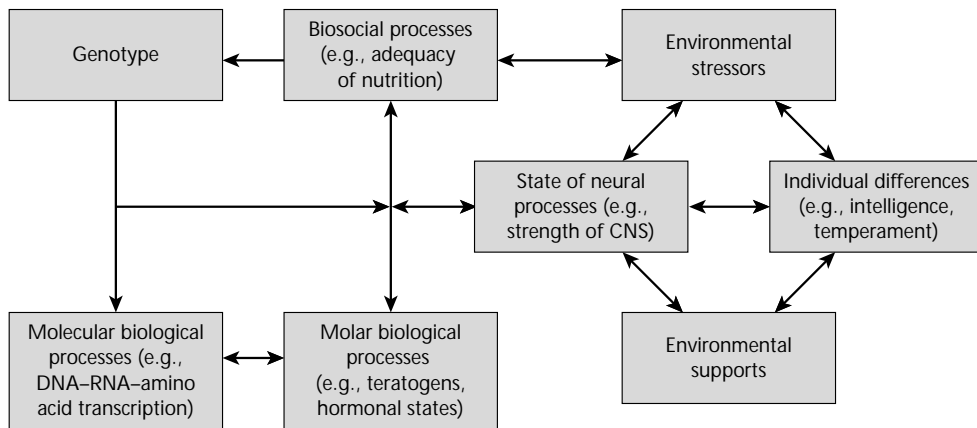 Genotype
Biosocial processes
(e.g., adequacy
of nutrition)
Environmental
stressors
State of neural
processes (e.g.,
strength of CNS)
Individual differences
(e.g., intelligence,
temperament)
Molecular biological
processes (e.g.,
DNA–RNA–amino
acid transcription)
Molar biological
processes
(e.g., teratogens,
hormonal states)
Environmental
supports